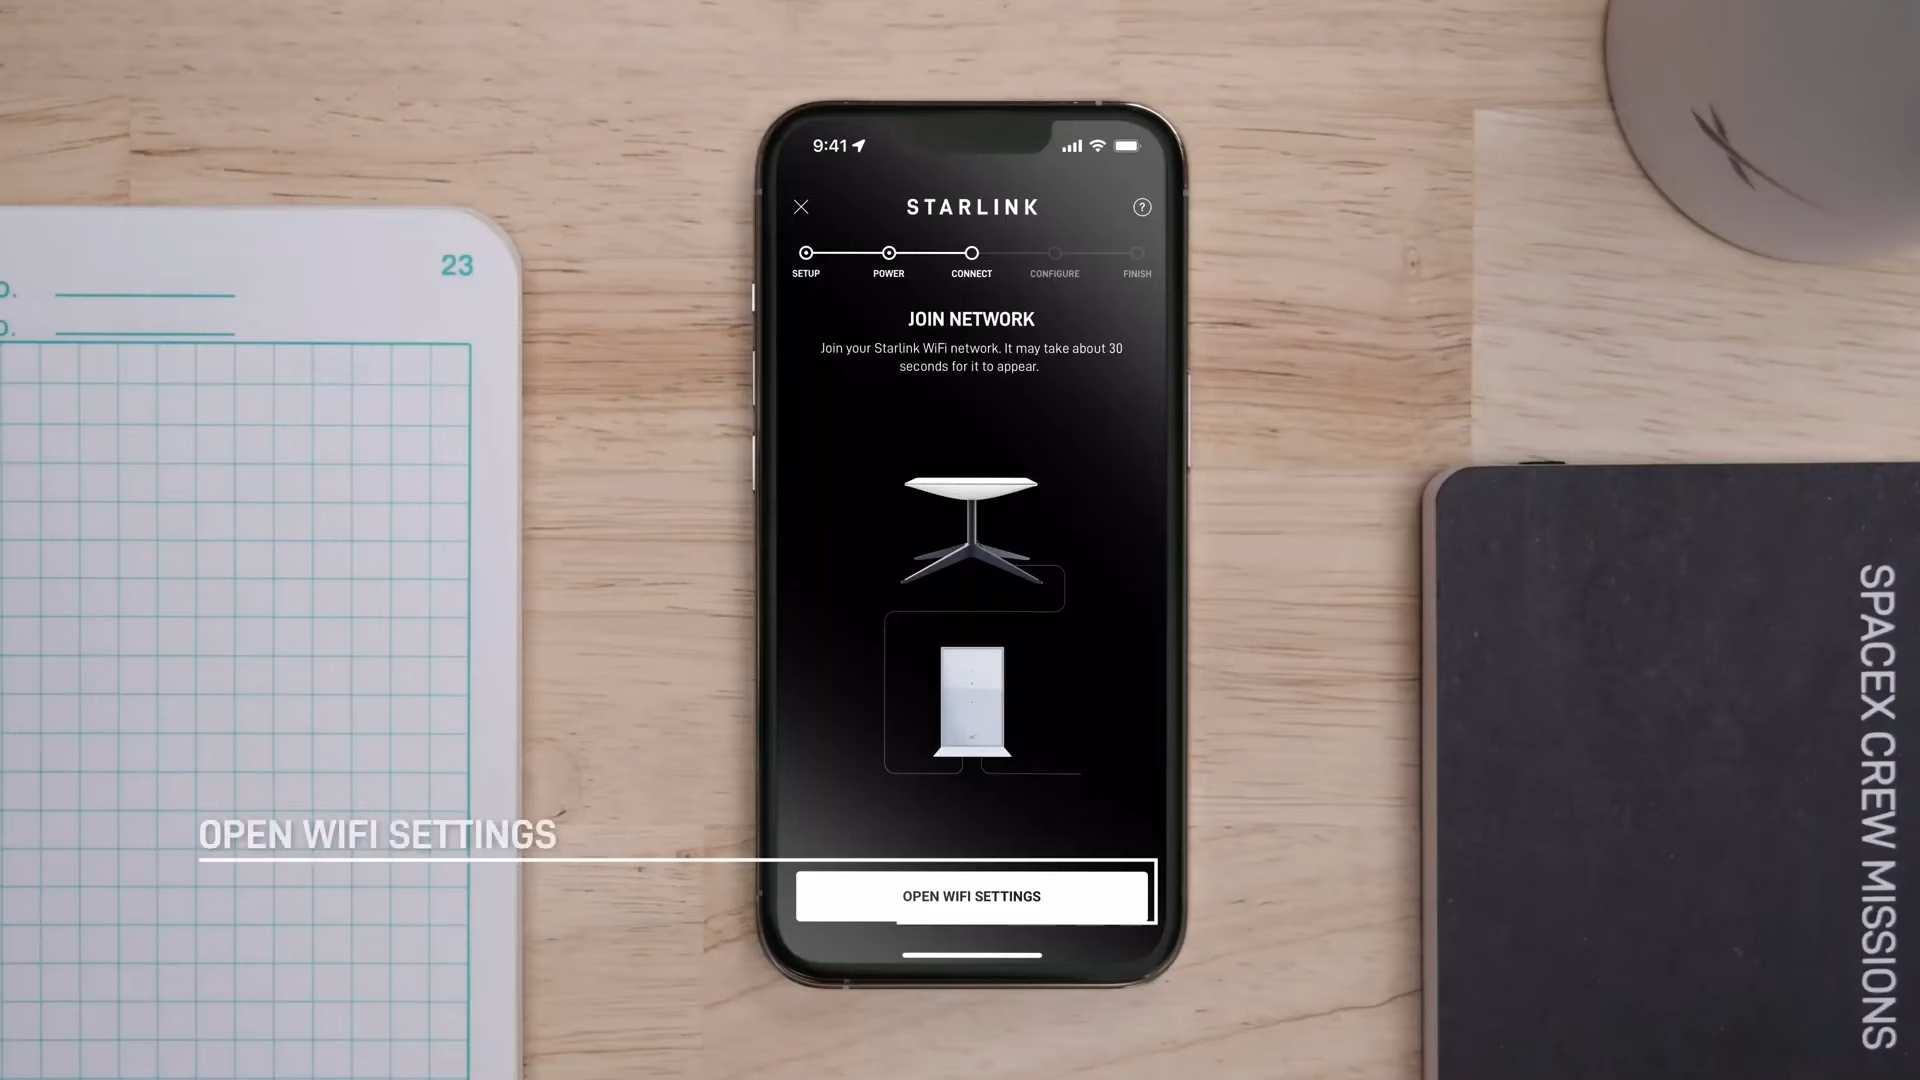 9:41
STARLINK
?
SETUP
POWER
CONNECT
CONFIGURE
FINISH
JOIN NETWORK
Join your Starlink WiFi network. It may take about 30
seconds for it to appear.
OPEN WIFI SETTINGS
OPEN WIFI SETTINGS
23
SPACEX CREW MISSIONS